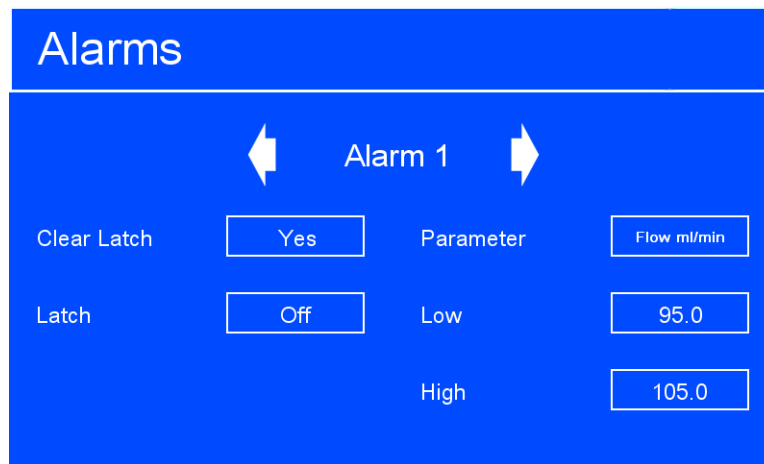 Alarms
Alarm 1
Clear Latch Yes Parameter Flow ml/min
Latch Off Low 95.0
High 105.0